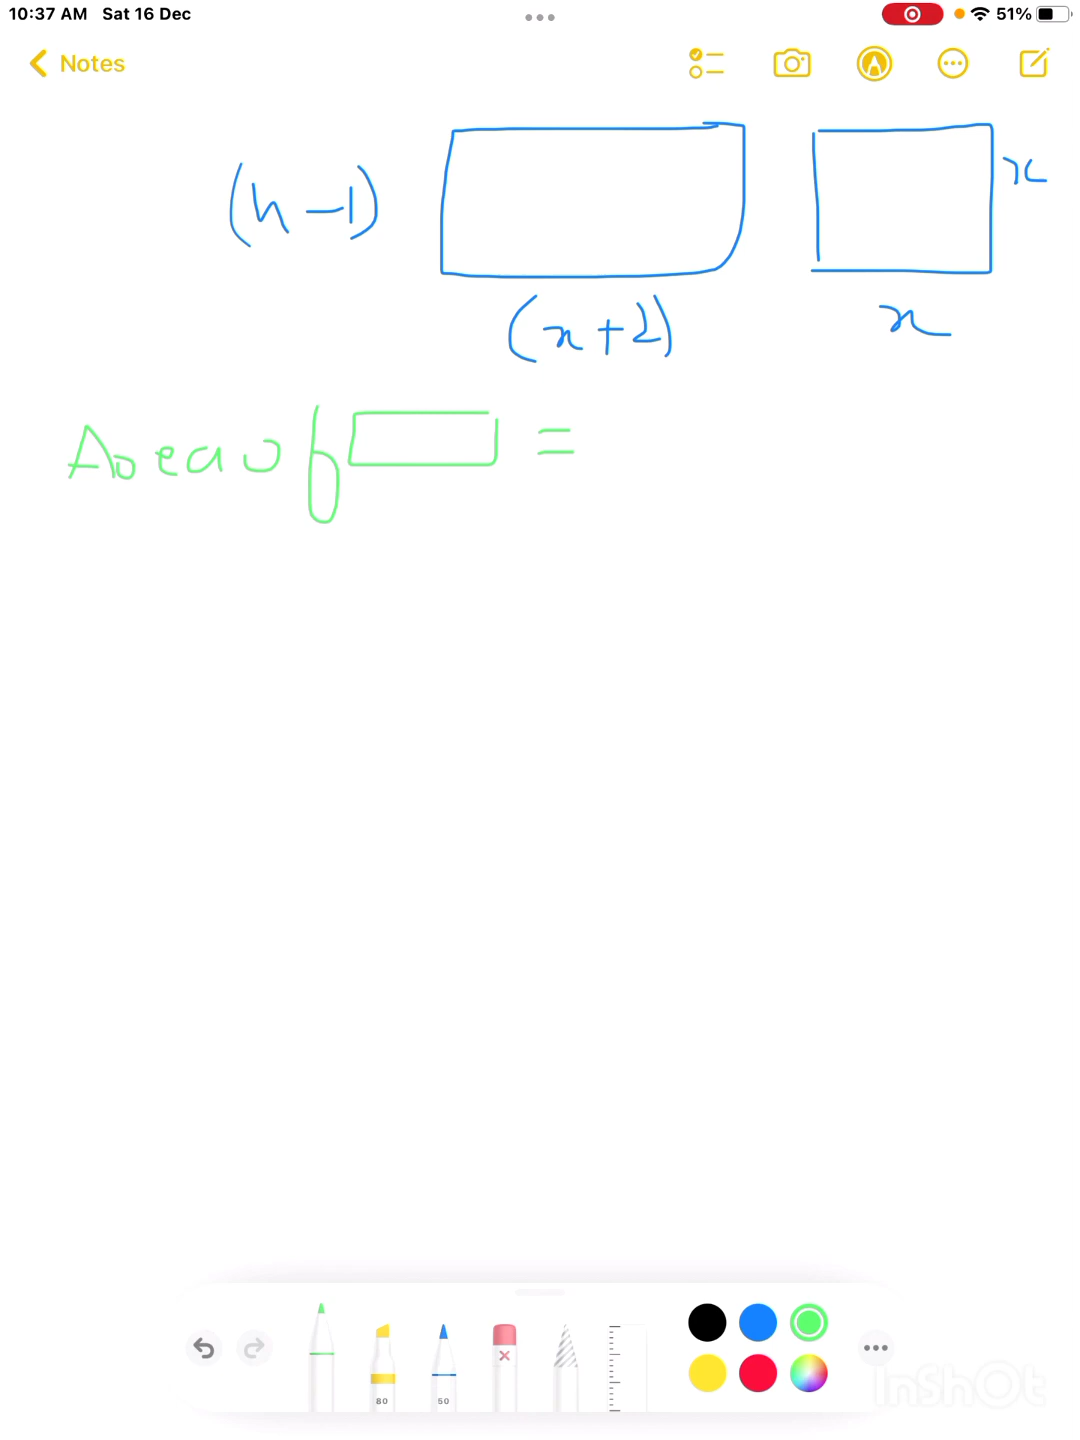 10:37 AM Sat 16 Dec
51%
Notes
(n-1)
x
(x+2)
x
Area of =
80
50
InShOt